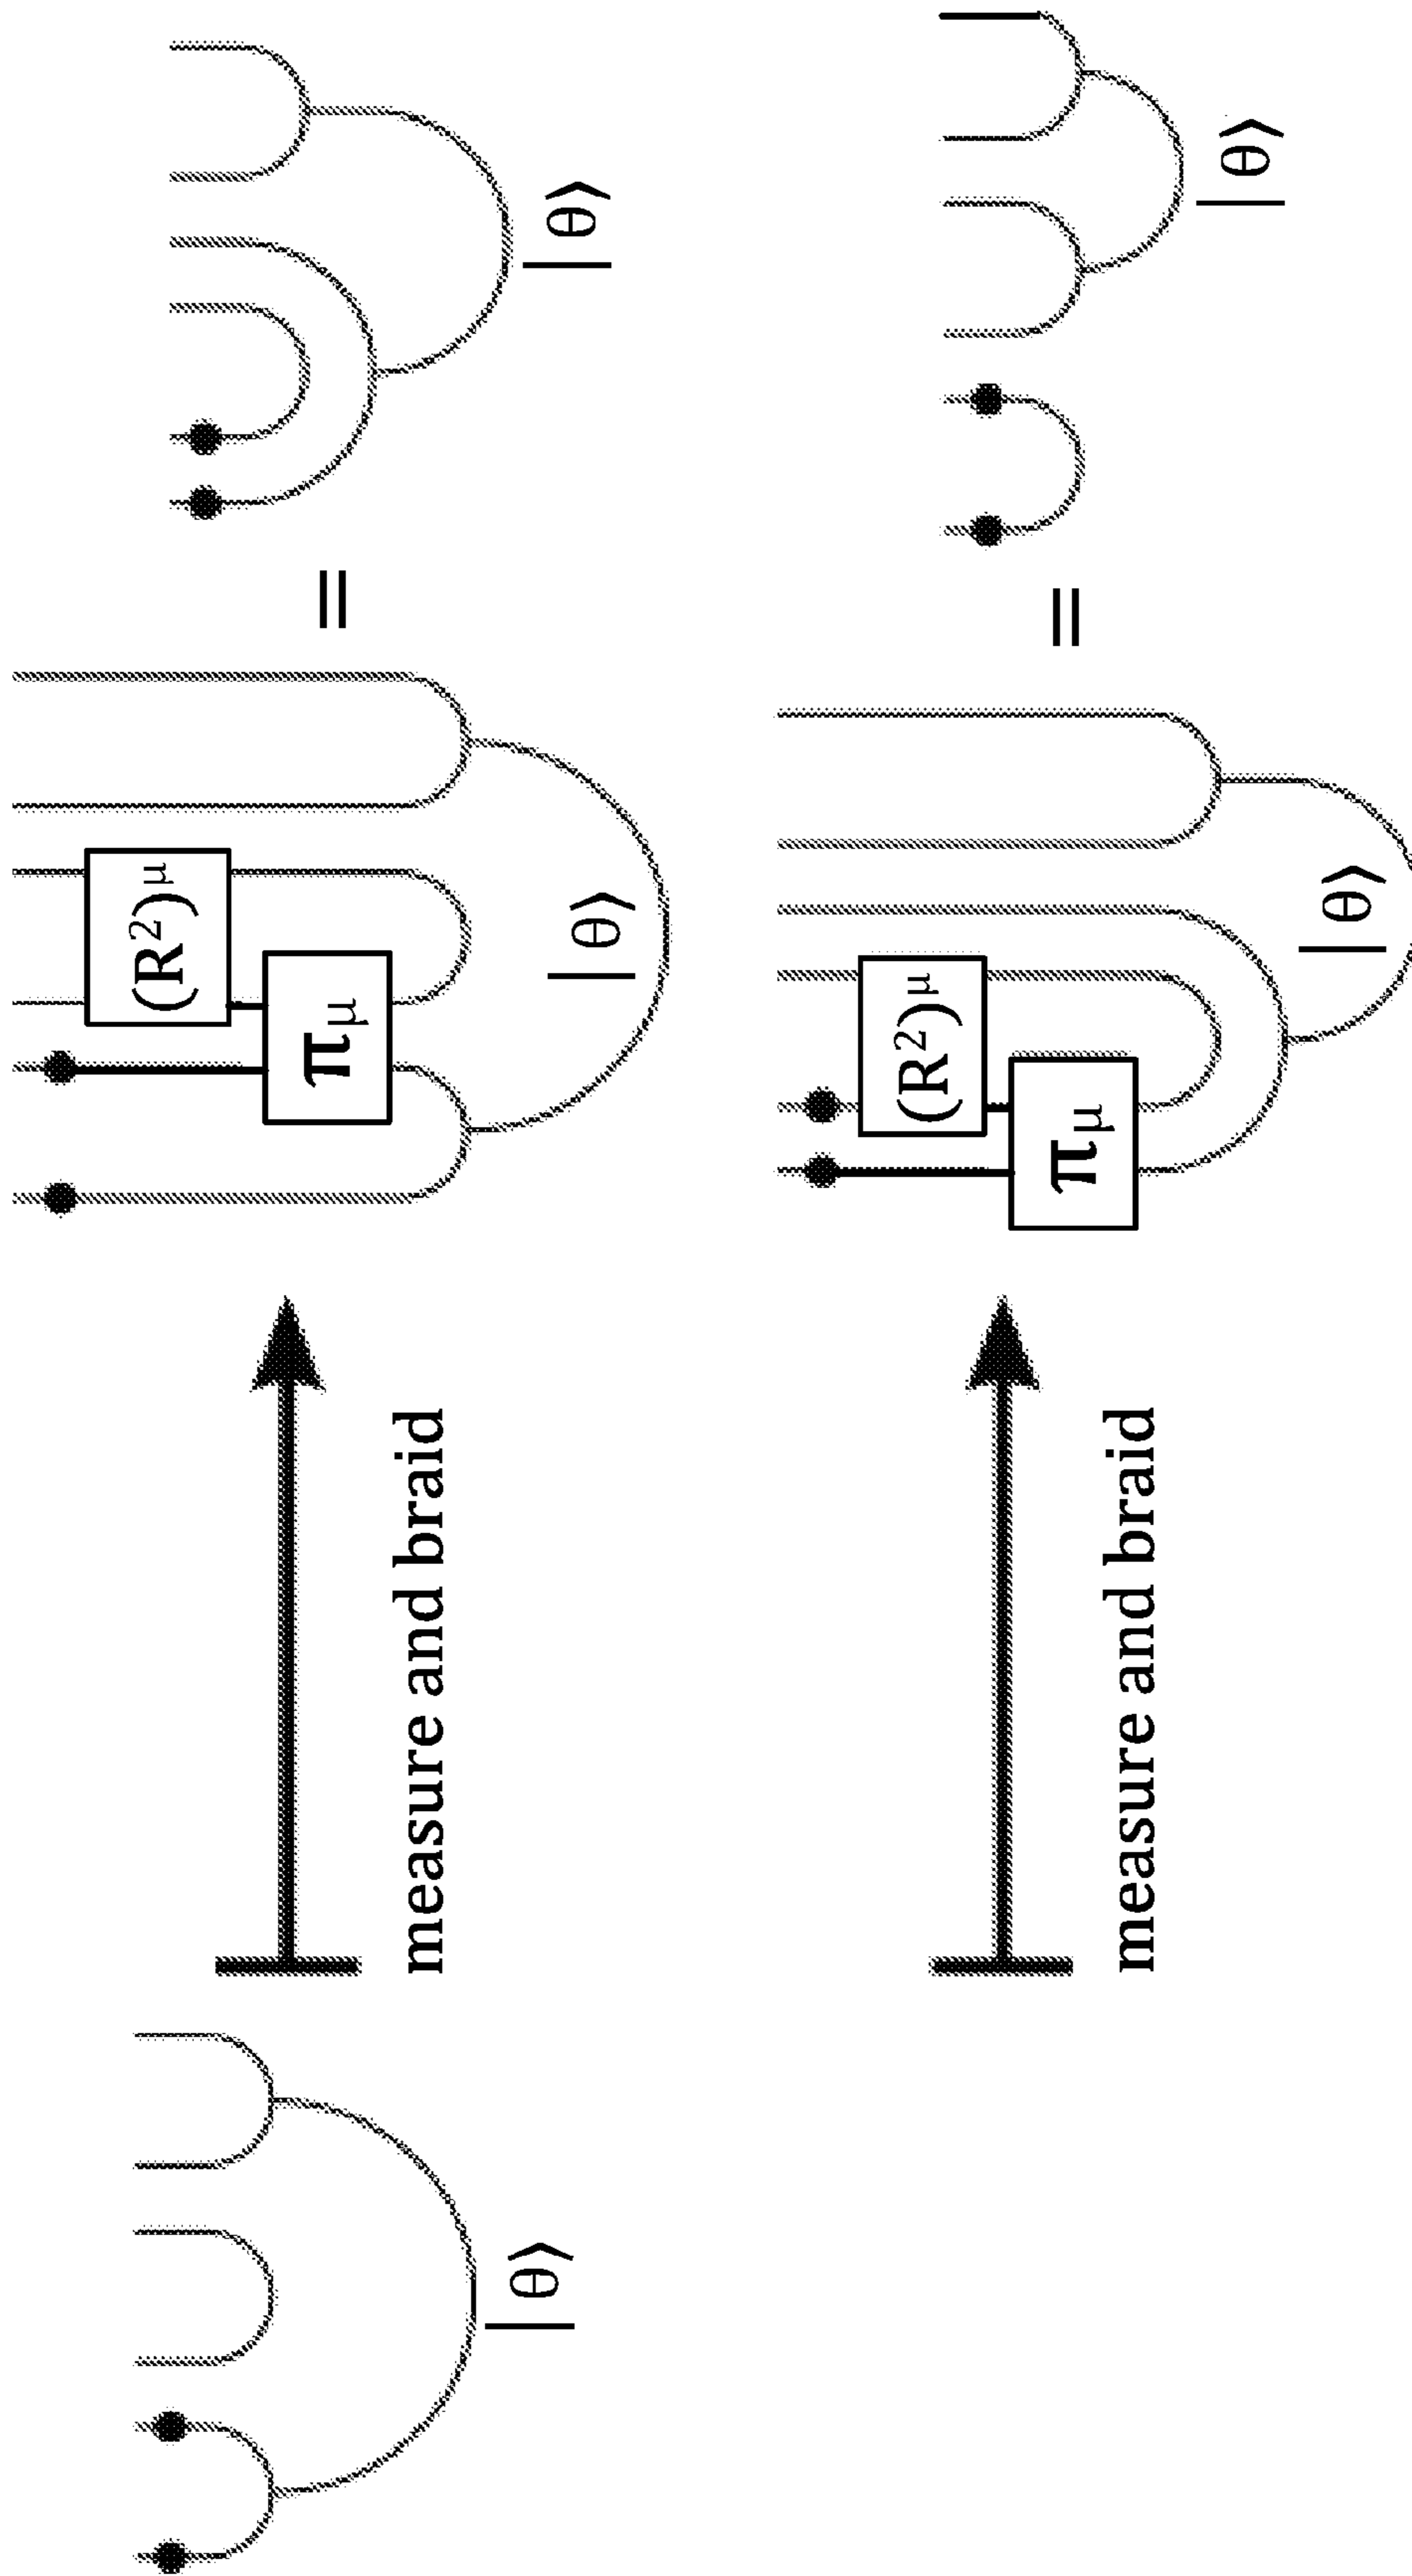 |θ⟩
measure and braid
(R²)^μ
π_μ
|θ⟩
=
|θ⟩
measure and braid
(R²)^μ
π_μ
|θ⟩
=
|θ⟩